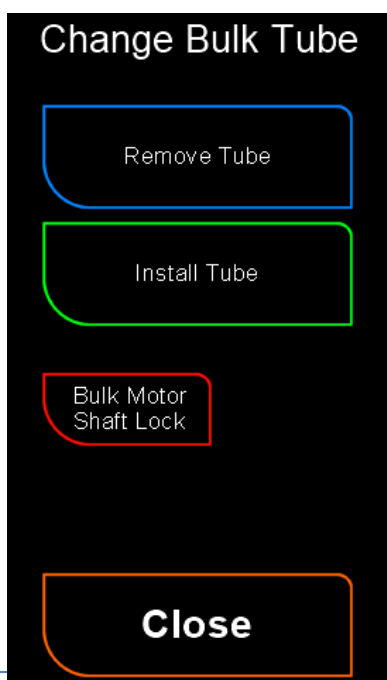 Change Bulk Tube
Remove Tube
Install Tube
Bulk Motor
Shaft Lock
Close